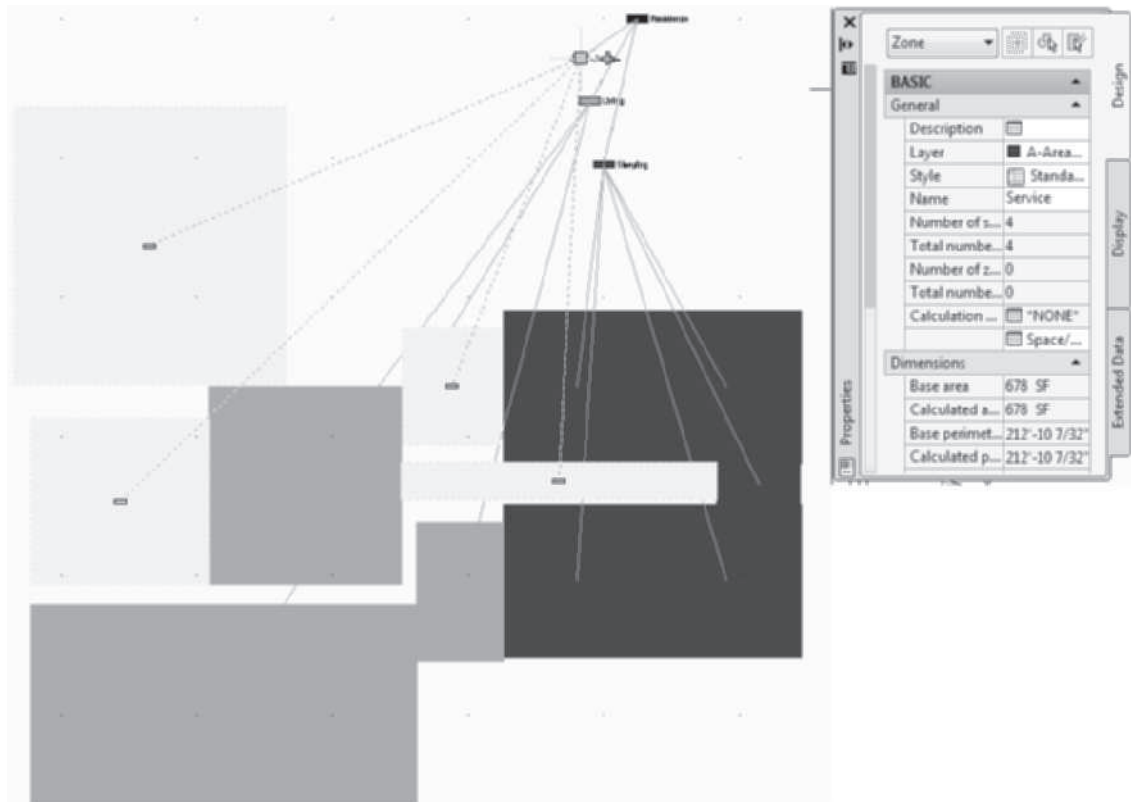 Residence
Living
Sleeping
Zone
BASIC
General
Description
Layer A-Area...
Style Standa...
Name Service
Number of s... 4
Total numbe... 4
Number of z... 0
Total numbe... 0
Calculation ... "NONE"
Space/...
Dimensions
Base area 678 SF
Calculated a... 678 SF
Base perimet... 212'-10 7/32"
Calculated p... 212'-10 7/32"
Properties
Design
Display
Extended Data